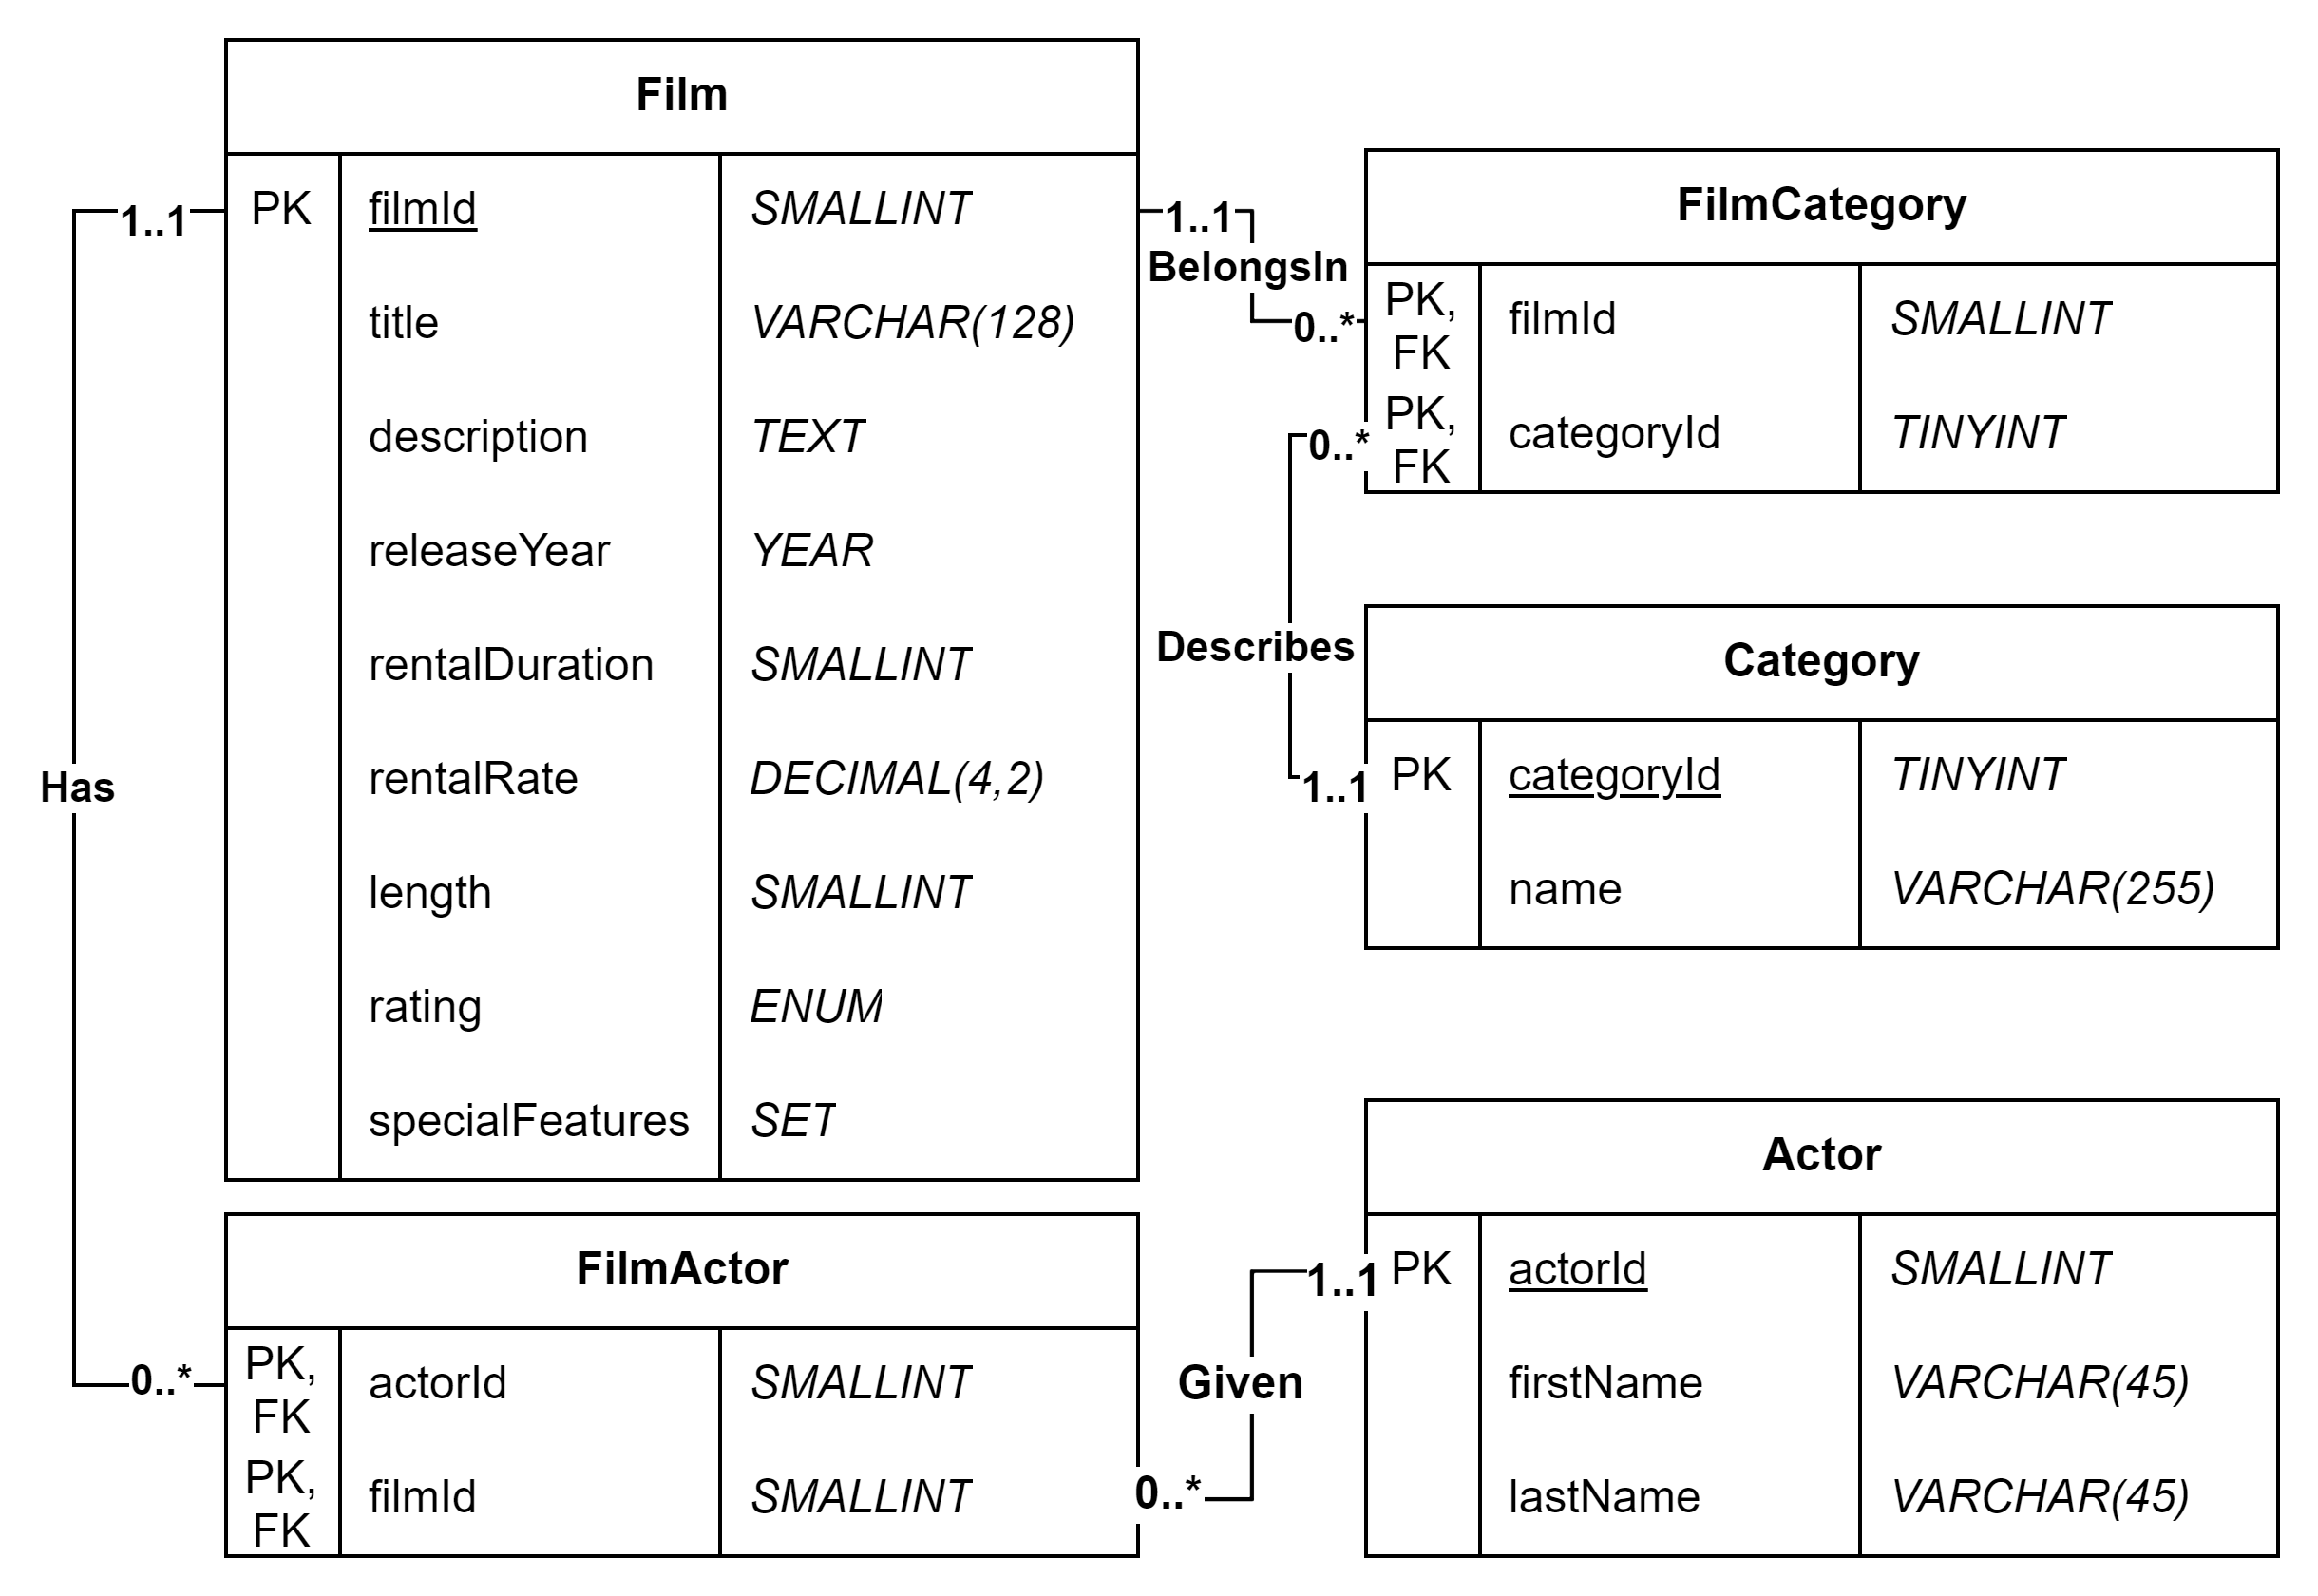 Film
PK filmId SMALLINT
title VARCHAR(128)
description TEXT
releaseYear YEAR
rentalDuration SMALLINT
rentalRate DECIMAL(4,2)
length SMALLINT
rating ENUM
specialFeatures SET
1..1
Has
0..*
FilmActor
PK,
FK
actorId SMALLINT
PK,
FK
filmId SMALLINT
1..1
BelongsIn
0..*
FilmCategory
PK,
FK
filmId SMALLINT
PK,
FK
categoryId TINYINT
0..*
Describes
1..1
Category
PK categoryId TINYINT
name VARCHAR(255)
1..1
Given
0..*
Actor
PK actorId SMALLINT
firstName VARCHAR(45)
lastName VARCHAR(45)